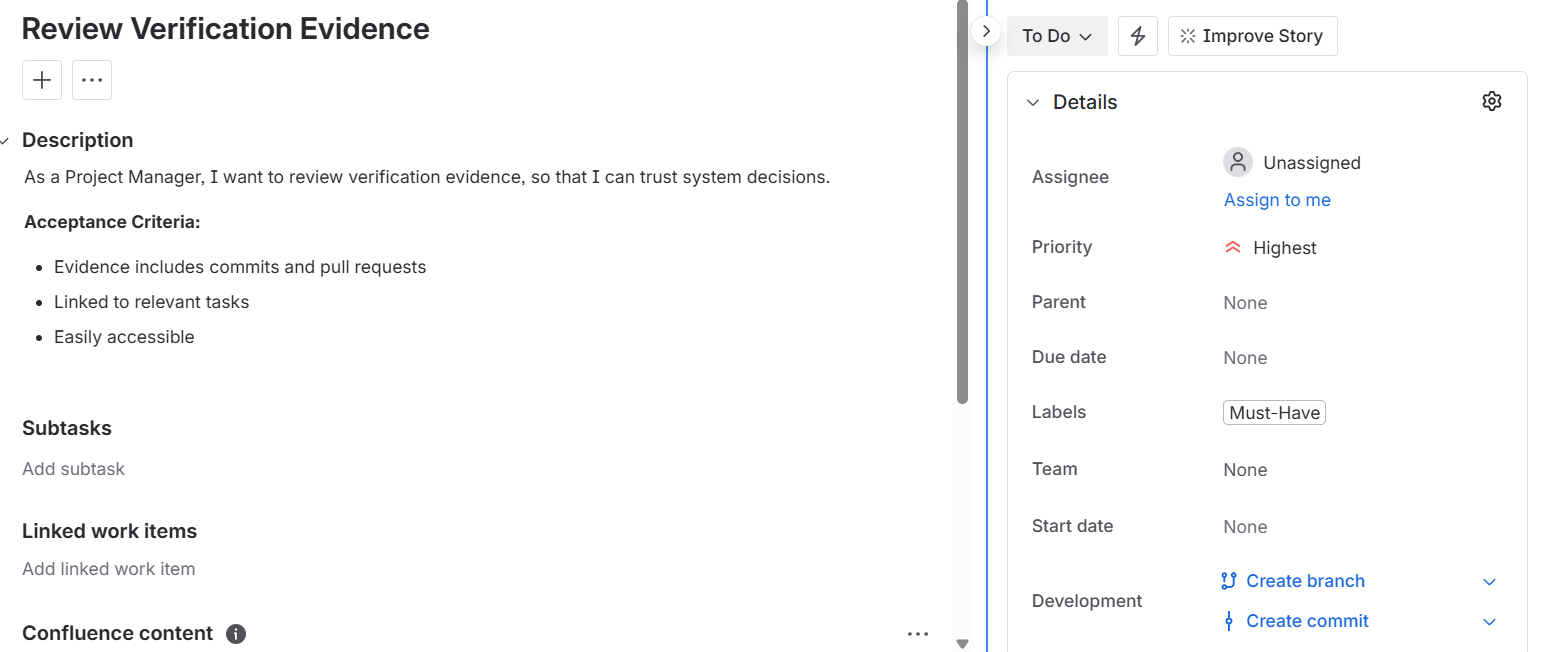 Review Verification Evidence
Description
As a Project Manager, I want to review verification evidence, so that I can trust system decisions.
Acceptance Criteria:
Evidence includes commits and pull requests
Linked to relevant tasks
Easily accessible
Subtasks
Add subtask
Linked work items
Add linked work item
Confluence content
To Do
Improve Story
Details
Assignee
Unassigned
Assign to me
Priority
Highest
Parent
None
Due date
None
Labels
Must-Have
Team
None
Start date
None
Development
Create branch
Create commit